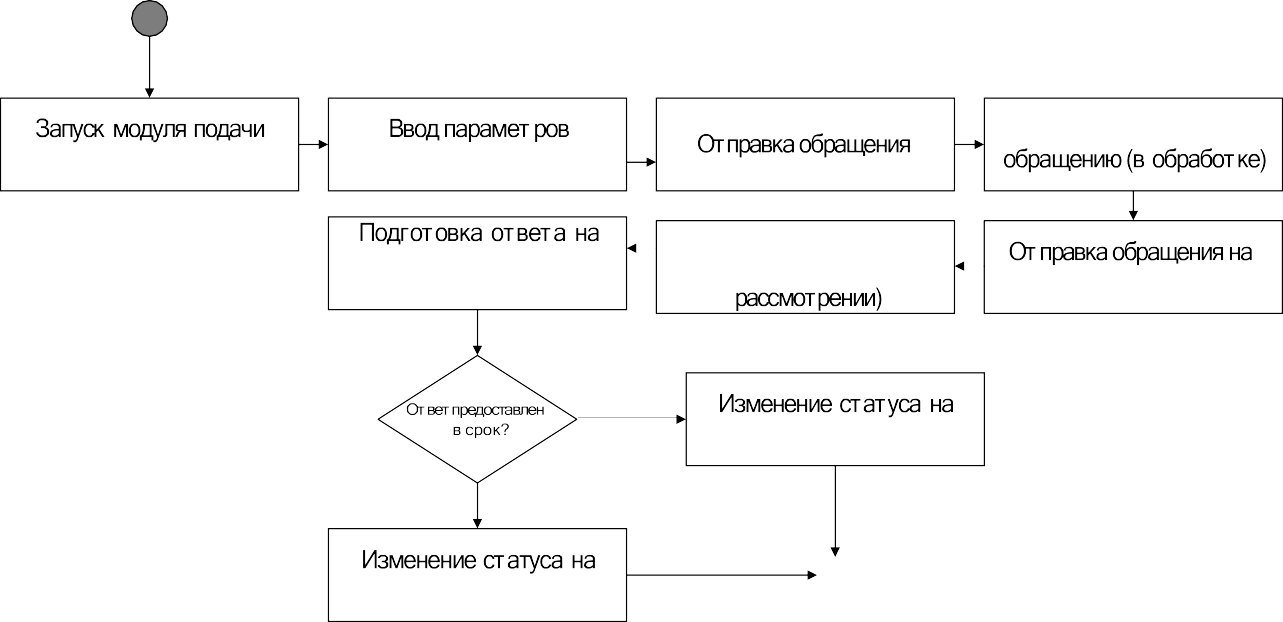 Запуск модуля подачи
Ввод параметров
Отправка обращения
обращению (в обработке)
Отправка обращения на
рассмотрении)
Подготовка ответа на
Ответ предоставлен
в срок?
Изменение статуса на
Изменение статуса на